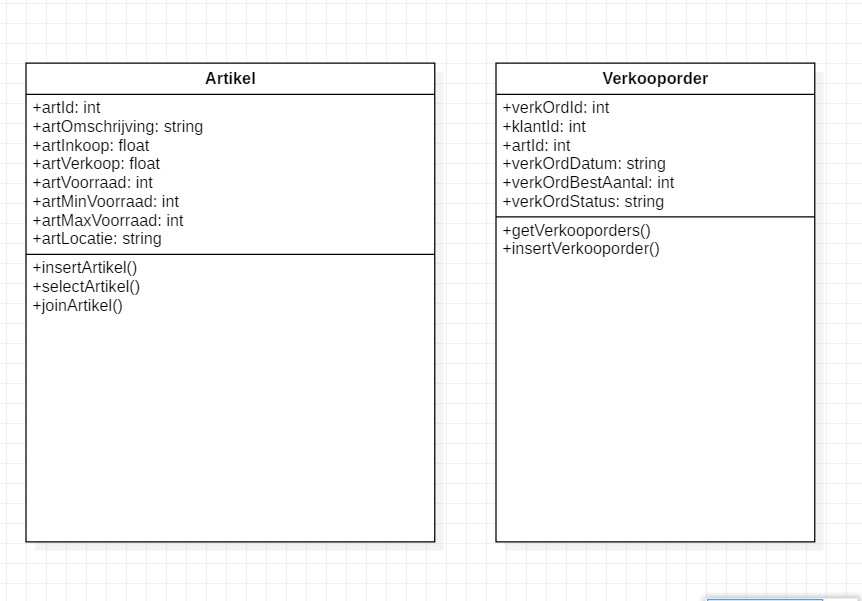 Artikel
+artId: int
+artOmschrijving: string
+artInkoop: float
+artVerkoop: float
+artVoorraad: int
+artMinVoorraad: int
+artMaxVoorraad: int
+artLocatie: string
+insertArtikel()
+selectArtikel()
+joinArtikel()
Verkooporder
+verkOrdId: int
+klantId: int
+artId: int
+verkOrdDatum: string
+verkOrdBestAantal: int
+verkOrdStatus: string
+getVerkooporders()
+insertVerkooporder()